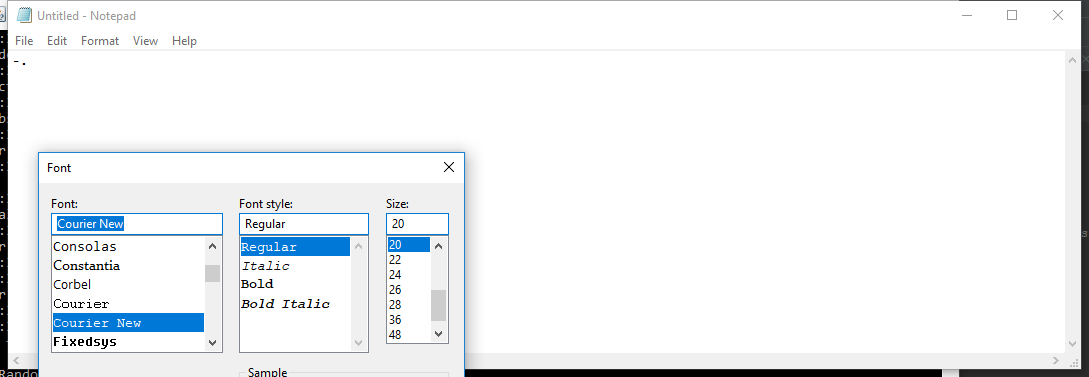 Untitled - Notepad
File Edit Format View Help
-.
Font
Font: Font style: Size:
Courier New Regular 20
Consolas Regular 20
Constantia Italic 22
Corbel Bold 24
Courier Bold Italic 26
Courier New 28
Fixedsys 36
48
Sample
Rando